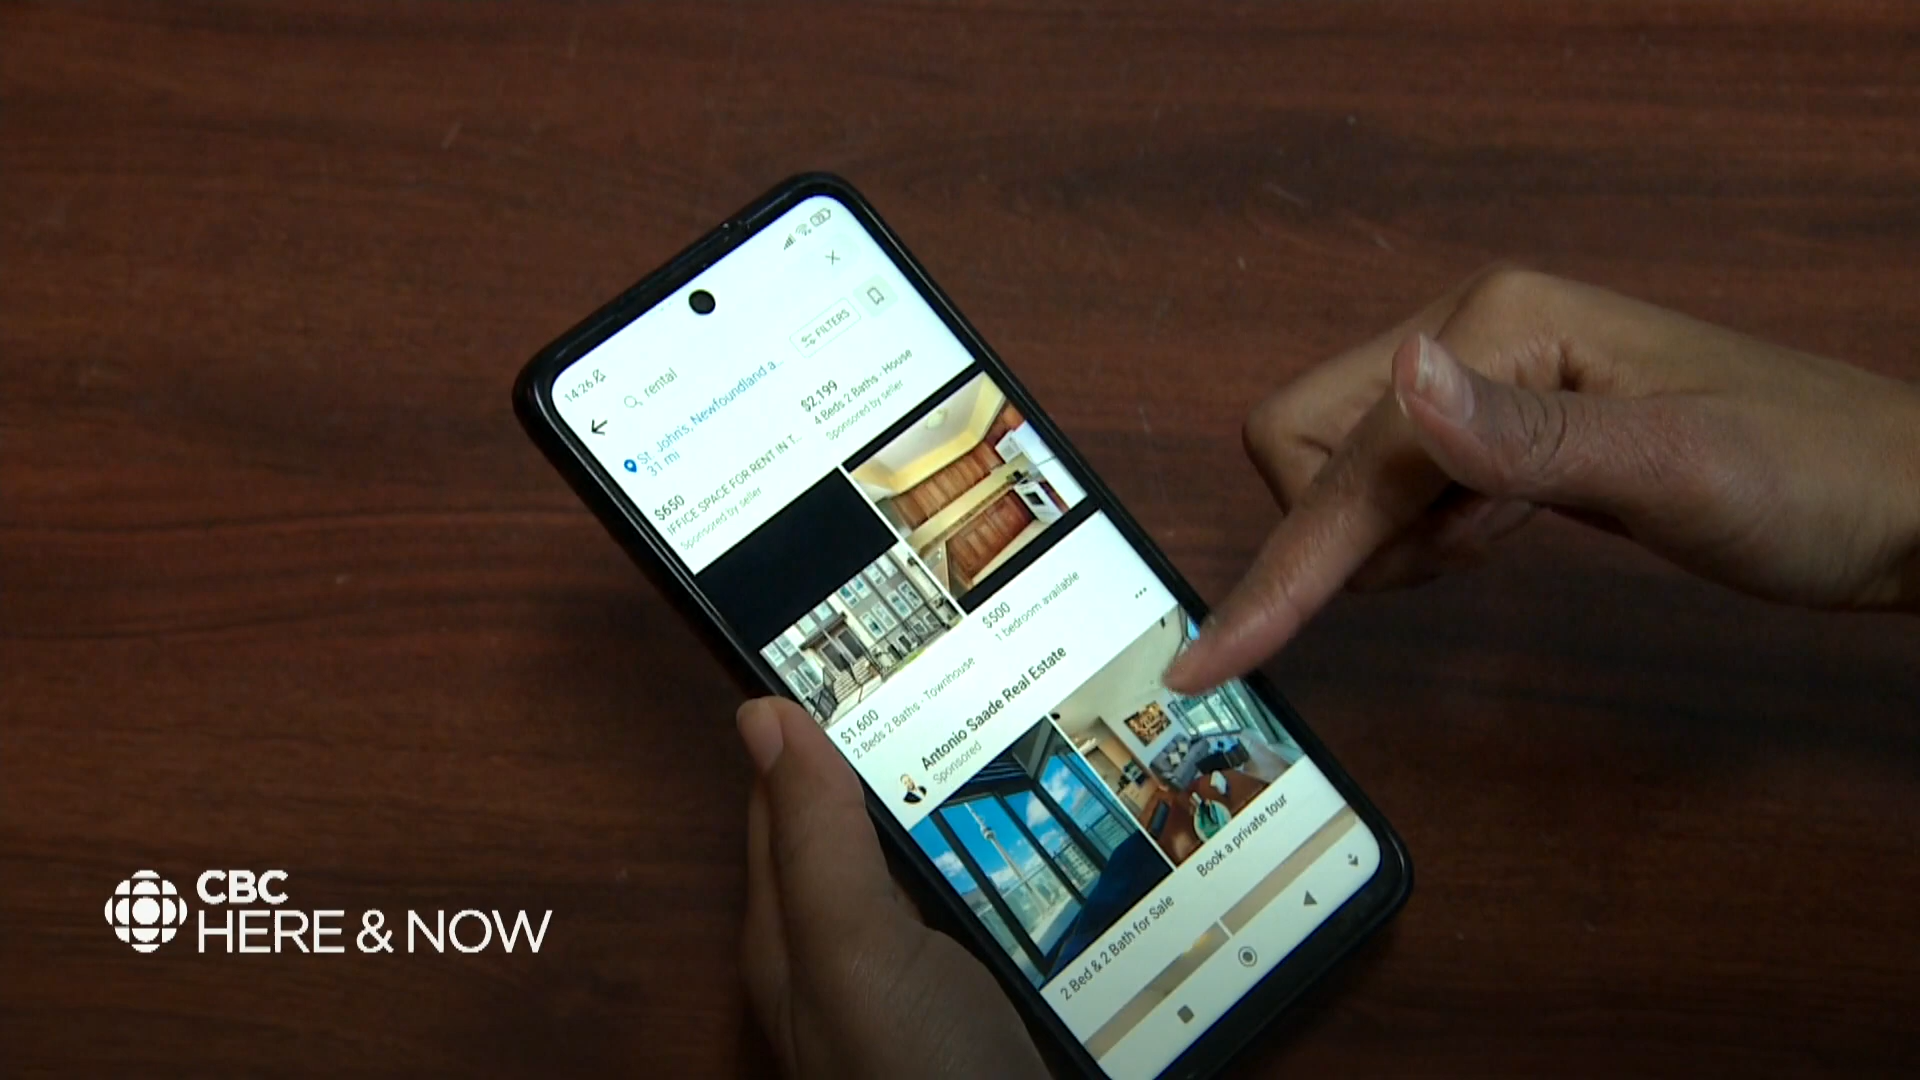 14:26
rental
FILTERS
St. John's, Newfoundland a...
31 mi
$650
IFFICE SPACE FOR RENT IN T...
Sponsored by seller
$2,199
4 Beds 2 Baths - House
Sponsored by seller
$1,600
2 Beds 2 Baths - Townhouse
$500
1 bedroom available
Antonio Saade Real Estate
Sponsored
2 Bed & 2 Bath for Sale
Book a private tour
CBC
HERE & NOW